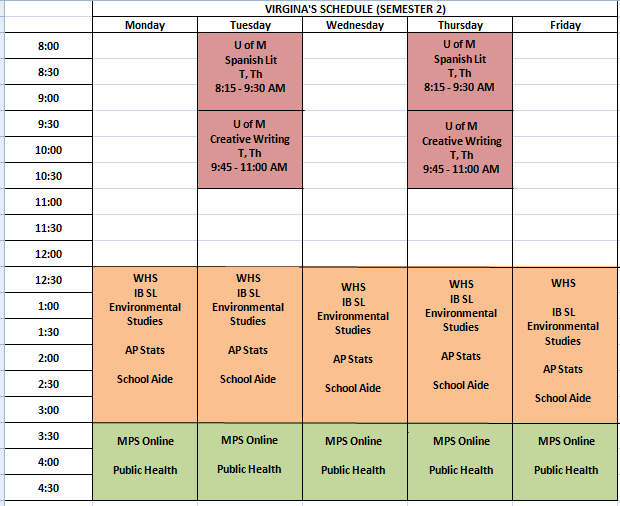 VIRGINA'S SCHEDULE (SEMESTER 2)
Monday Tuesday Wednesday Thursday Friday
8:00
8:30
9:00
9:30
10:00
10:30
11:00
11:30
12:00
12:30
1:00
1:30
2:00
2:30
3:00
3:30
4:00
4:30
U of M
Spanish Lit
T, Th
8:15 - 9:30 AM
U of M
Creative Writing
T, Th
9:45 - 11:00 AM
U of M
Spanish Lit
T, Th
8:15 - 9:30 AM
U of M
Creative Writing
T, Th
9:45 - 11:00 AM
WHS
IB SL
Environmental
Studies
AP Stats
School Aide
WHS
IB SL
Environmental
Studies
AP Stats
School Aide
WHS
IB SL
Environmental
Studies
AP Stats
School Aide
WHS
IB SL
Environmental
Studies
AP Stats
School Aide
WHS
IB SL
Environmental
Studies
AP Stats
School Aide
MPS Online
Public Health
MPS Online
Public Health
MPS Online
Public Health
MPS Online
Public Health
MPS Online
Public Health